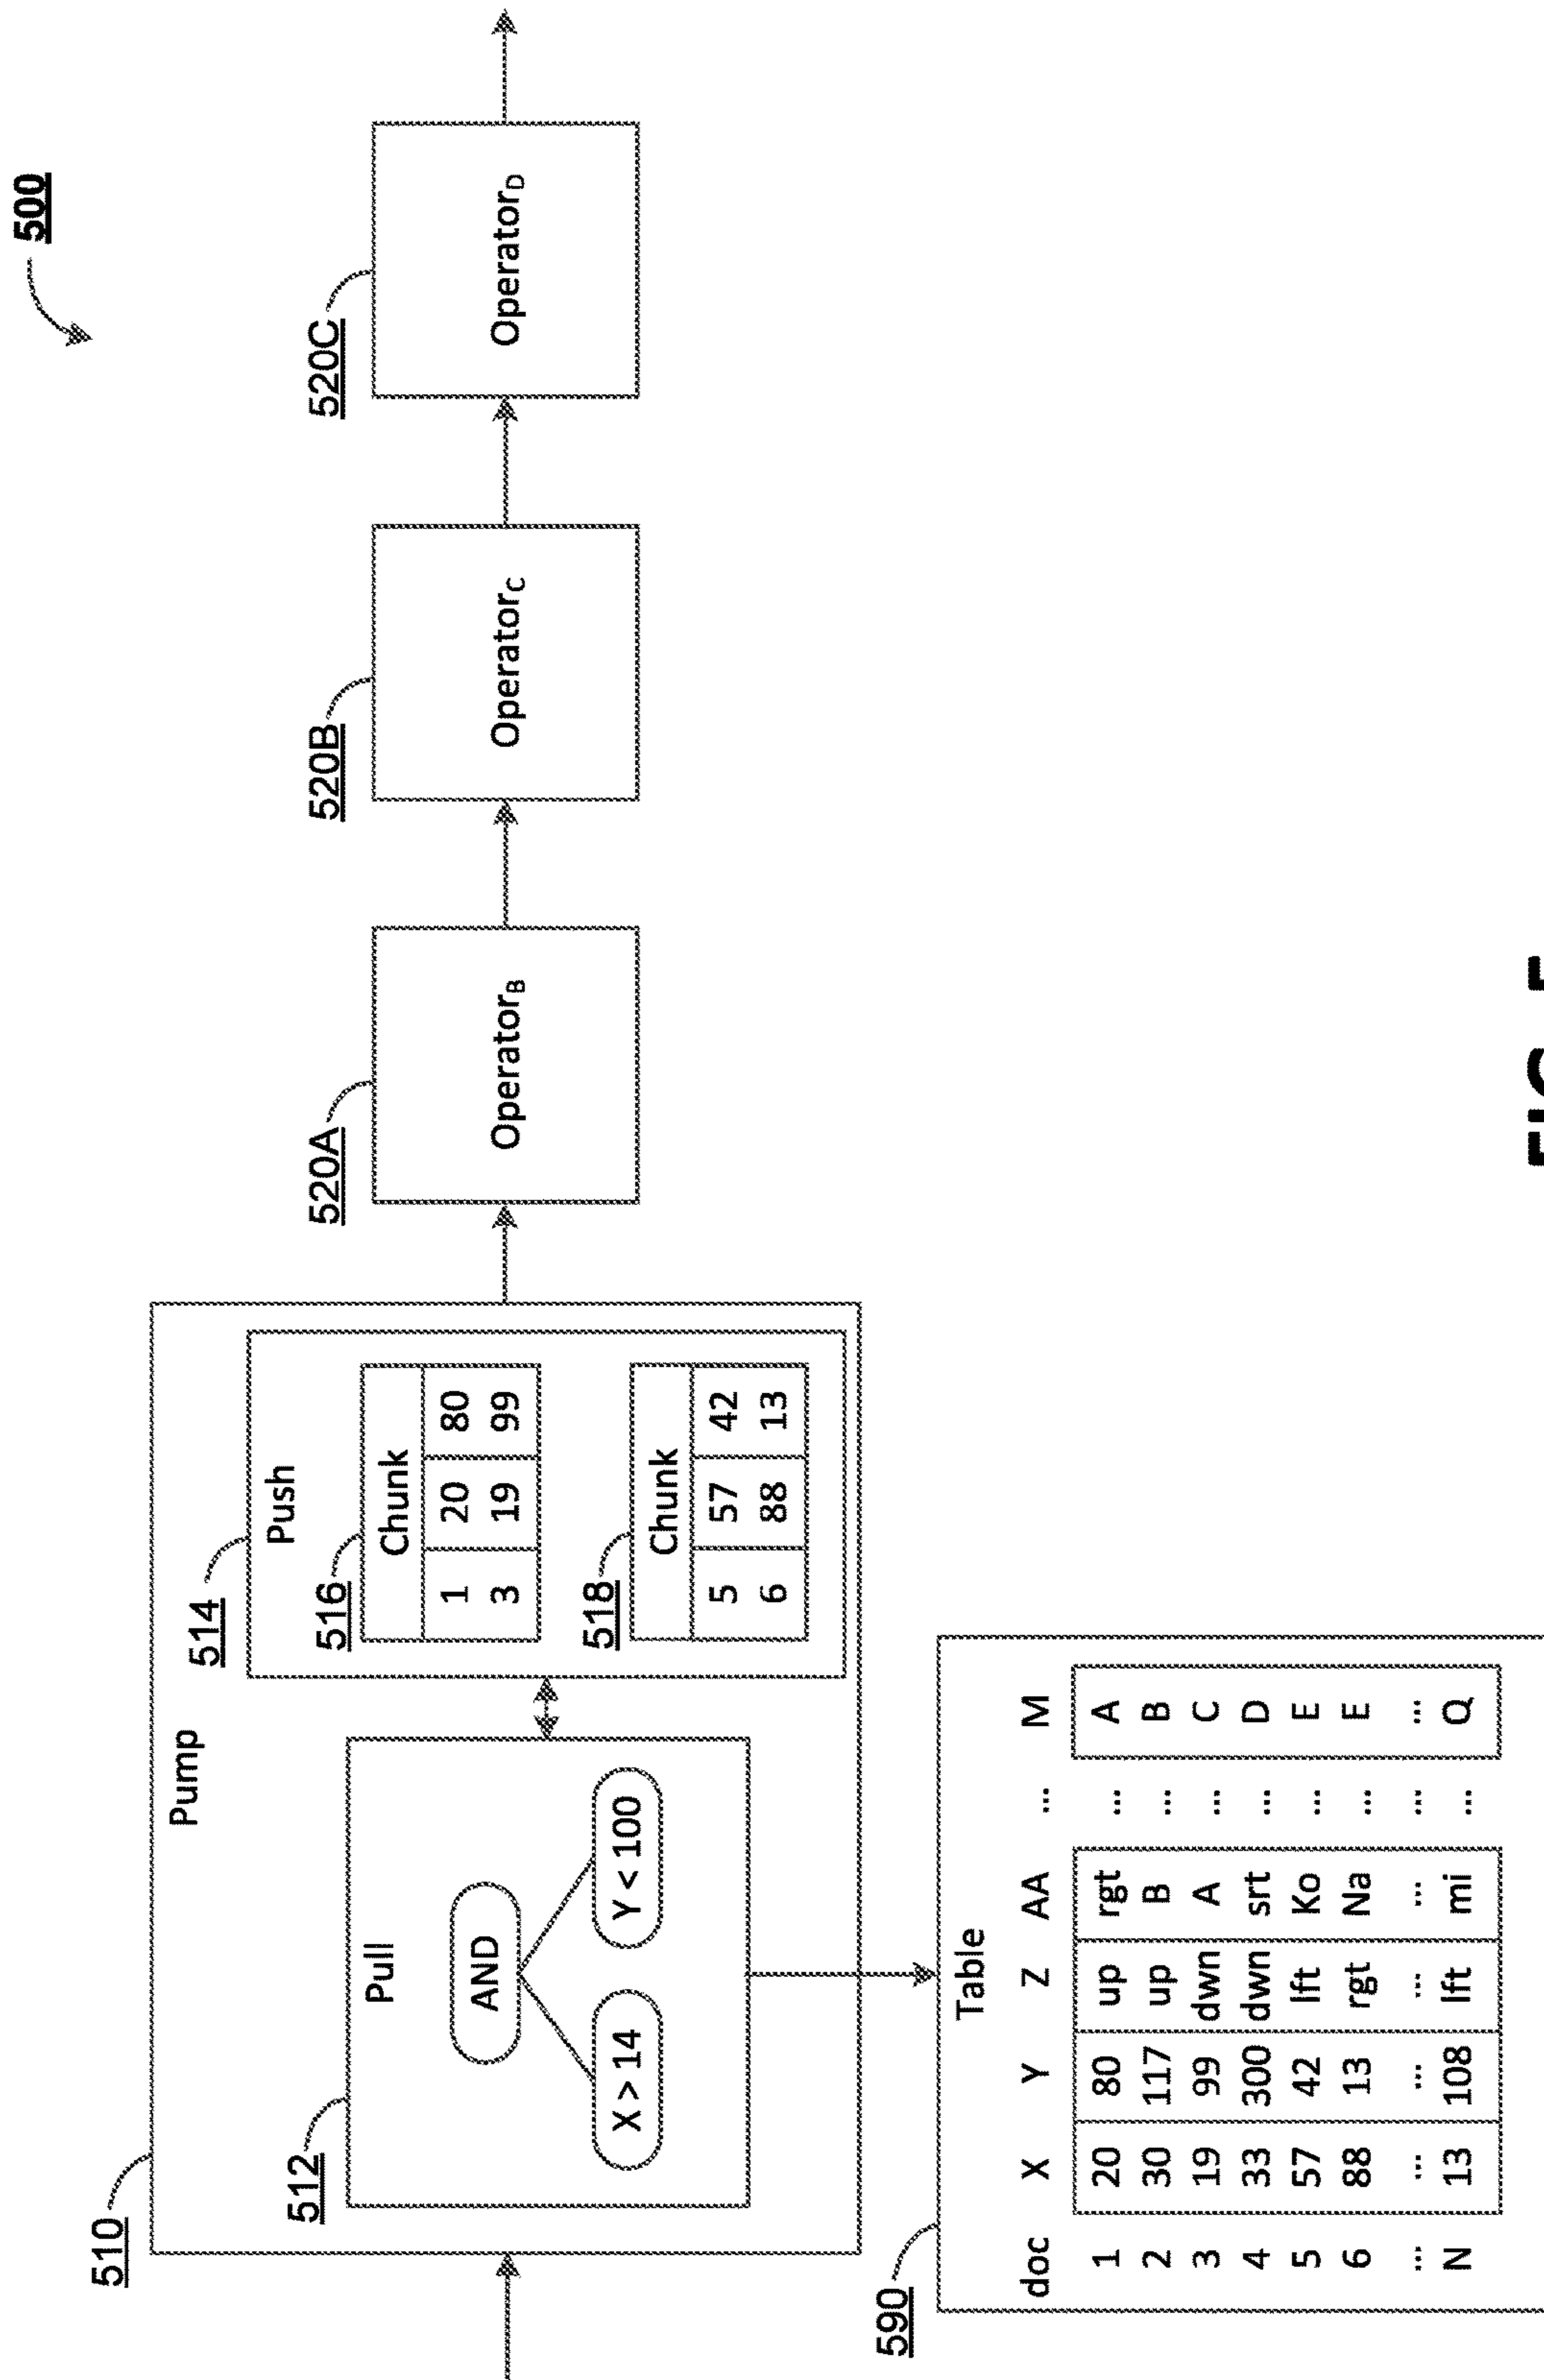 500
510
Pump
512
Pull
AND
X > 14
Y < 100
514
Push
516
Chunk
1 20 80
3 19 99
518
Chunk
5 57 42
6 88 13
520A
Operator_B
520B
Operator_C
520C
Operator_D
590
Table
doc X Y Z AA ... M
1 20 80 up rgt ... A
2 30 117 up B ... B
3 19 99 dwn A ... C
4 33 300 dwn srt ... D
5 57 42 lft Ko ... E
6 88 13 rgt Na ... E
... ... ... ... ... ... ...
N 13 108 lft mi ... Q